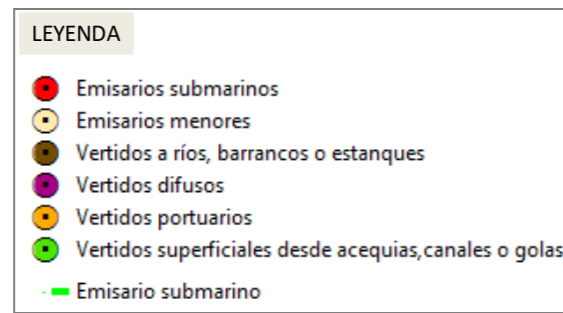 LEYENDA
Emisarios submarinos
Emisarios menores
Vertidos a ríos, barrancos o estanques
Vertidos difusos
Vertidos portuarios
Vertidos superficiales desde acequias,canales o golas
Emisario submarino